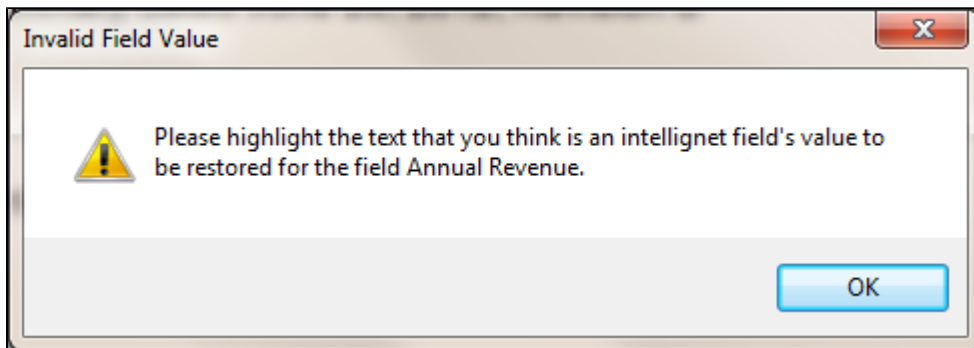 Invalid Field Value
Please highlight the text that you think is an intellignet field's value to
be restored for the field Annual Revenue.
OK